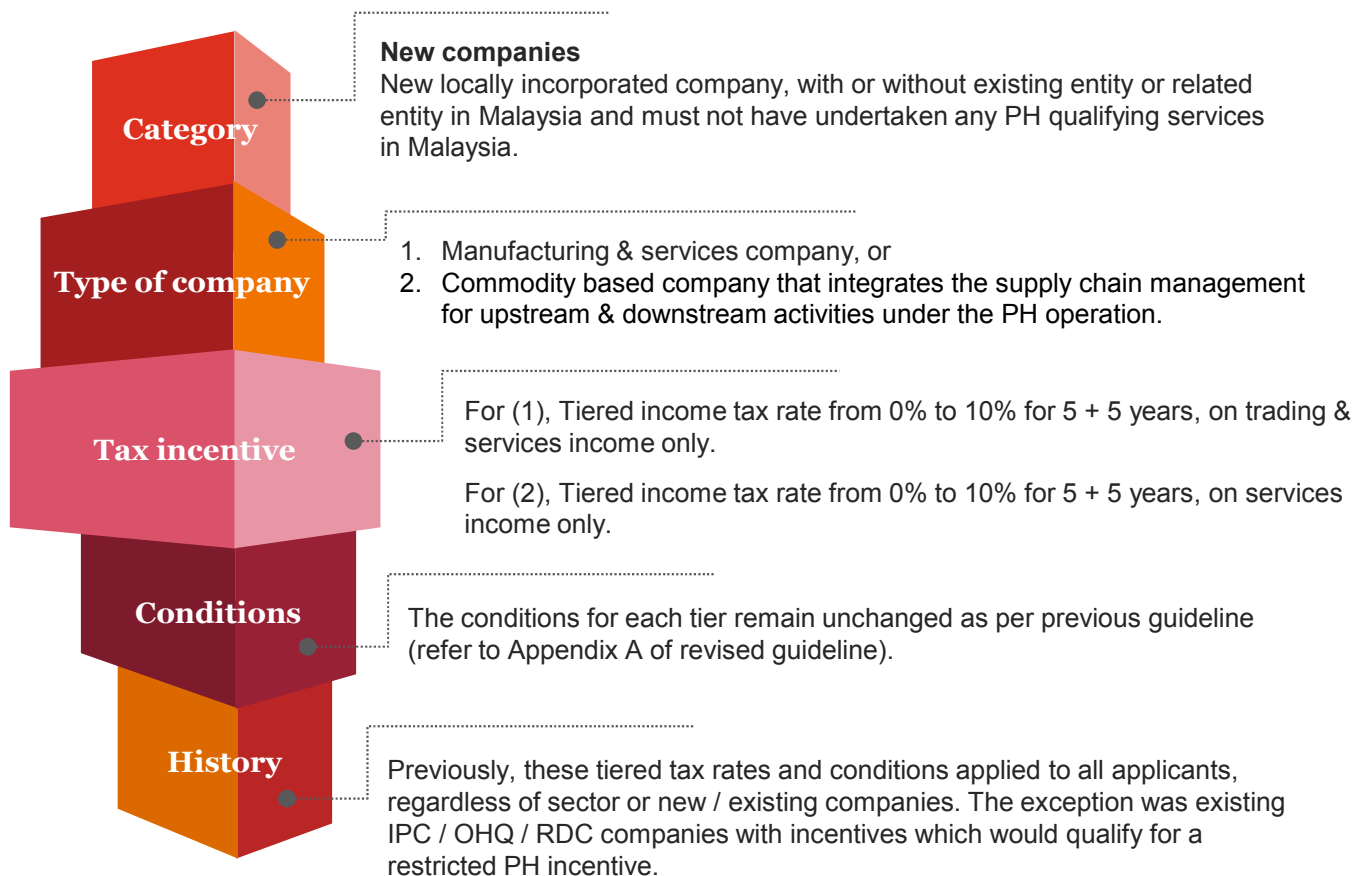 Category
New companies
New locally incorporated company, with or without existing entity or related
entity in Malaysia and must not have undertaken any PH qualifying services
in Malaysia.
Type of company
1. Manufacturing & services company, or
2. Commodity based company that integrates the supply chain management
for upstream & downstream activities under the PH operation.
Tax incentive
For (1), Tiered income tax rate from 0% to 10% for 5 + 5 years, on trading &
services income only.
For (2), Tiered income tax rate from 0% to 10% for 5 + 5 years, on services
income only.
Conditions
The conditions for each tier remain unchanged as per previous guideline
(refer to Appendix A of revised guideline).
History
Previously, these tiered tax rates and conditions applied to all applicants,
regardless of sector or new / existing companies. The exception was existing
IPC / OHQ / RDC companies with incentives which would qualify for a
restricted PH incentive.